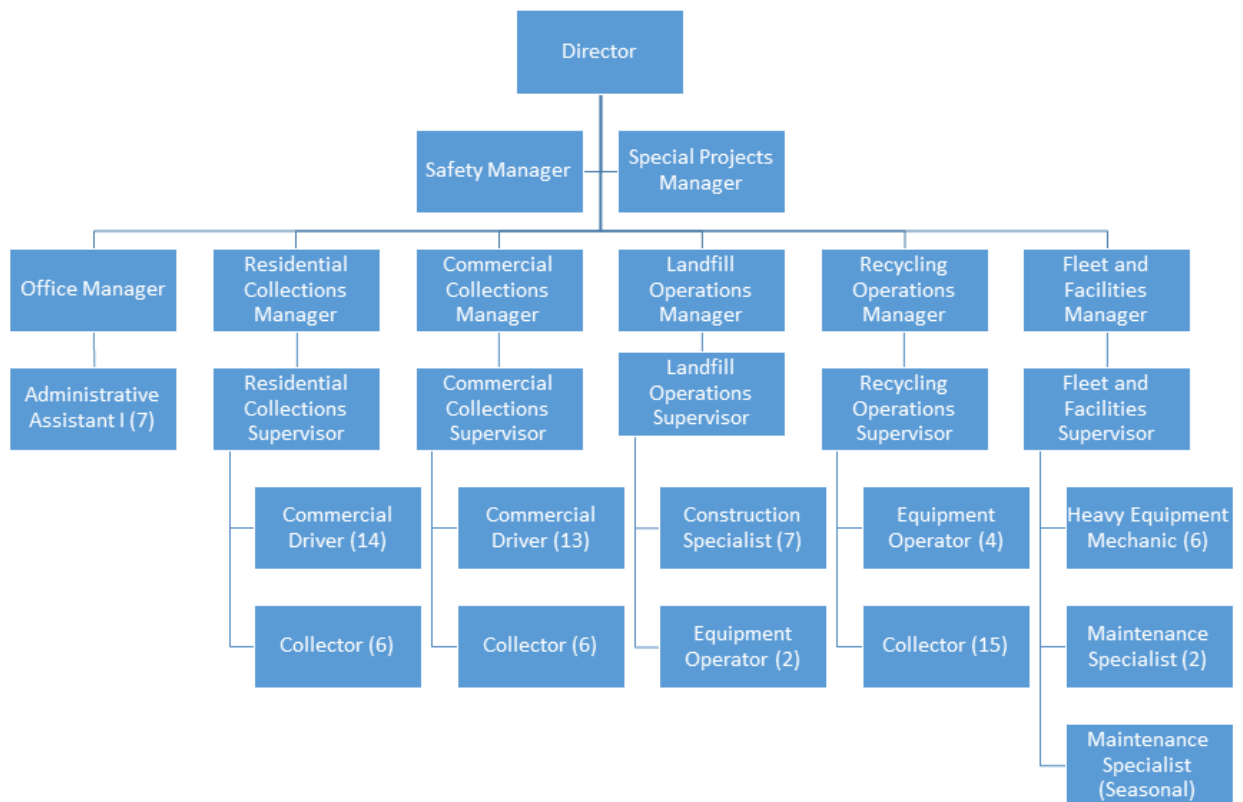 Director
Safety Manager
Special Projects
Manager
Office Manager
Residential
Collections
Manager
Commercial
Collections
Manager
Landfill
Operations
Manager
Recycling
Operations
Manager
Fleet and
Facilities
Manager
Administrative
Assistant I (7)
Residential
Collections
Supervisor
Commercial
Collections
Supervisor
Landfill
Operations
Supervisor
Recycling
Operations
Supervisor
Fleet and
Facilities
Supervisor
Commercial
Driver (14)
Commercial
Driver (13)
Construction
Specialist (7)
Equipment
Operator (4)
Heavy Equipment
Mechanic (6)
Collector (6)
Collector (6)
Equipment
Operator (2)
Collector (15)
Maintenance
Specialist (2)
Maintenance
Specialist
(Seasonal)